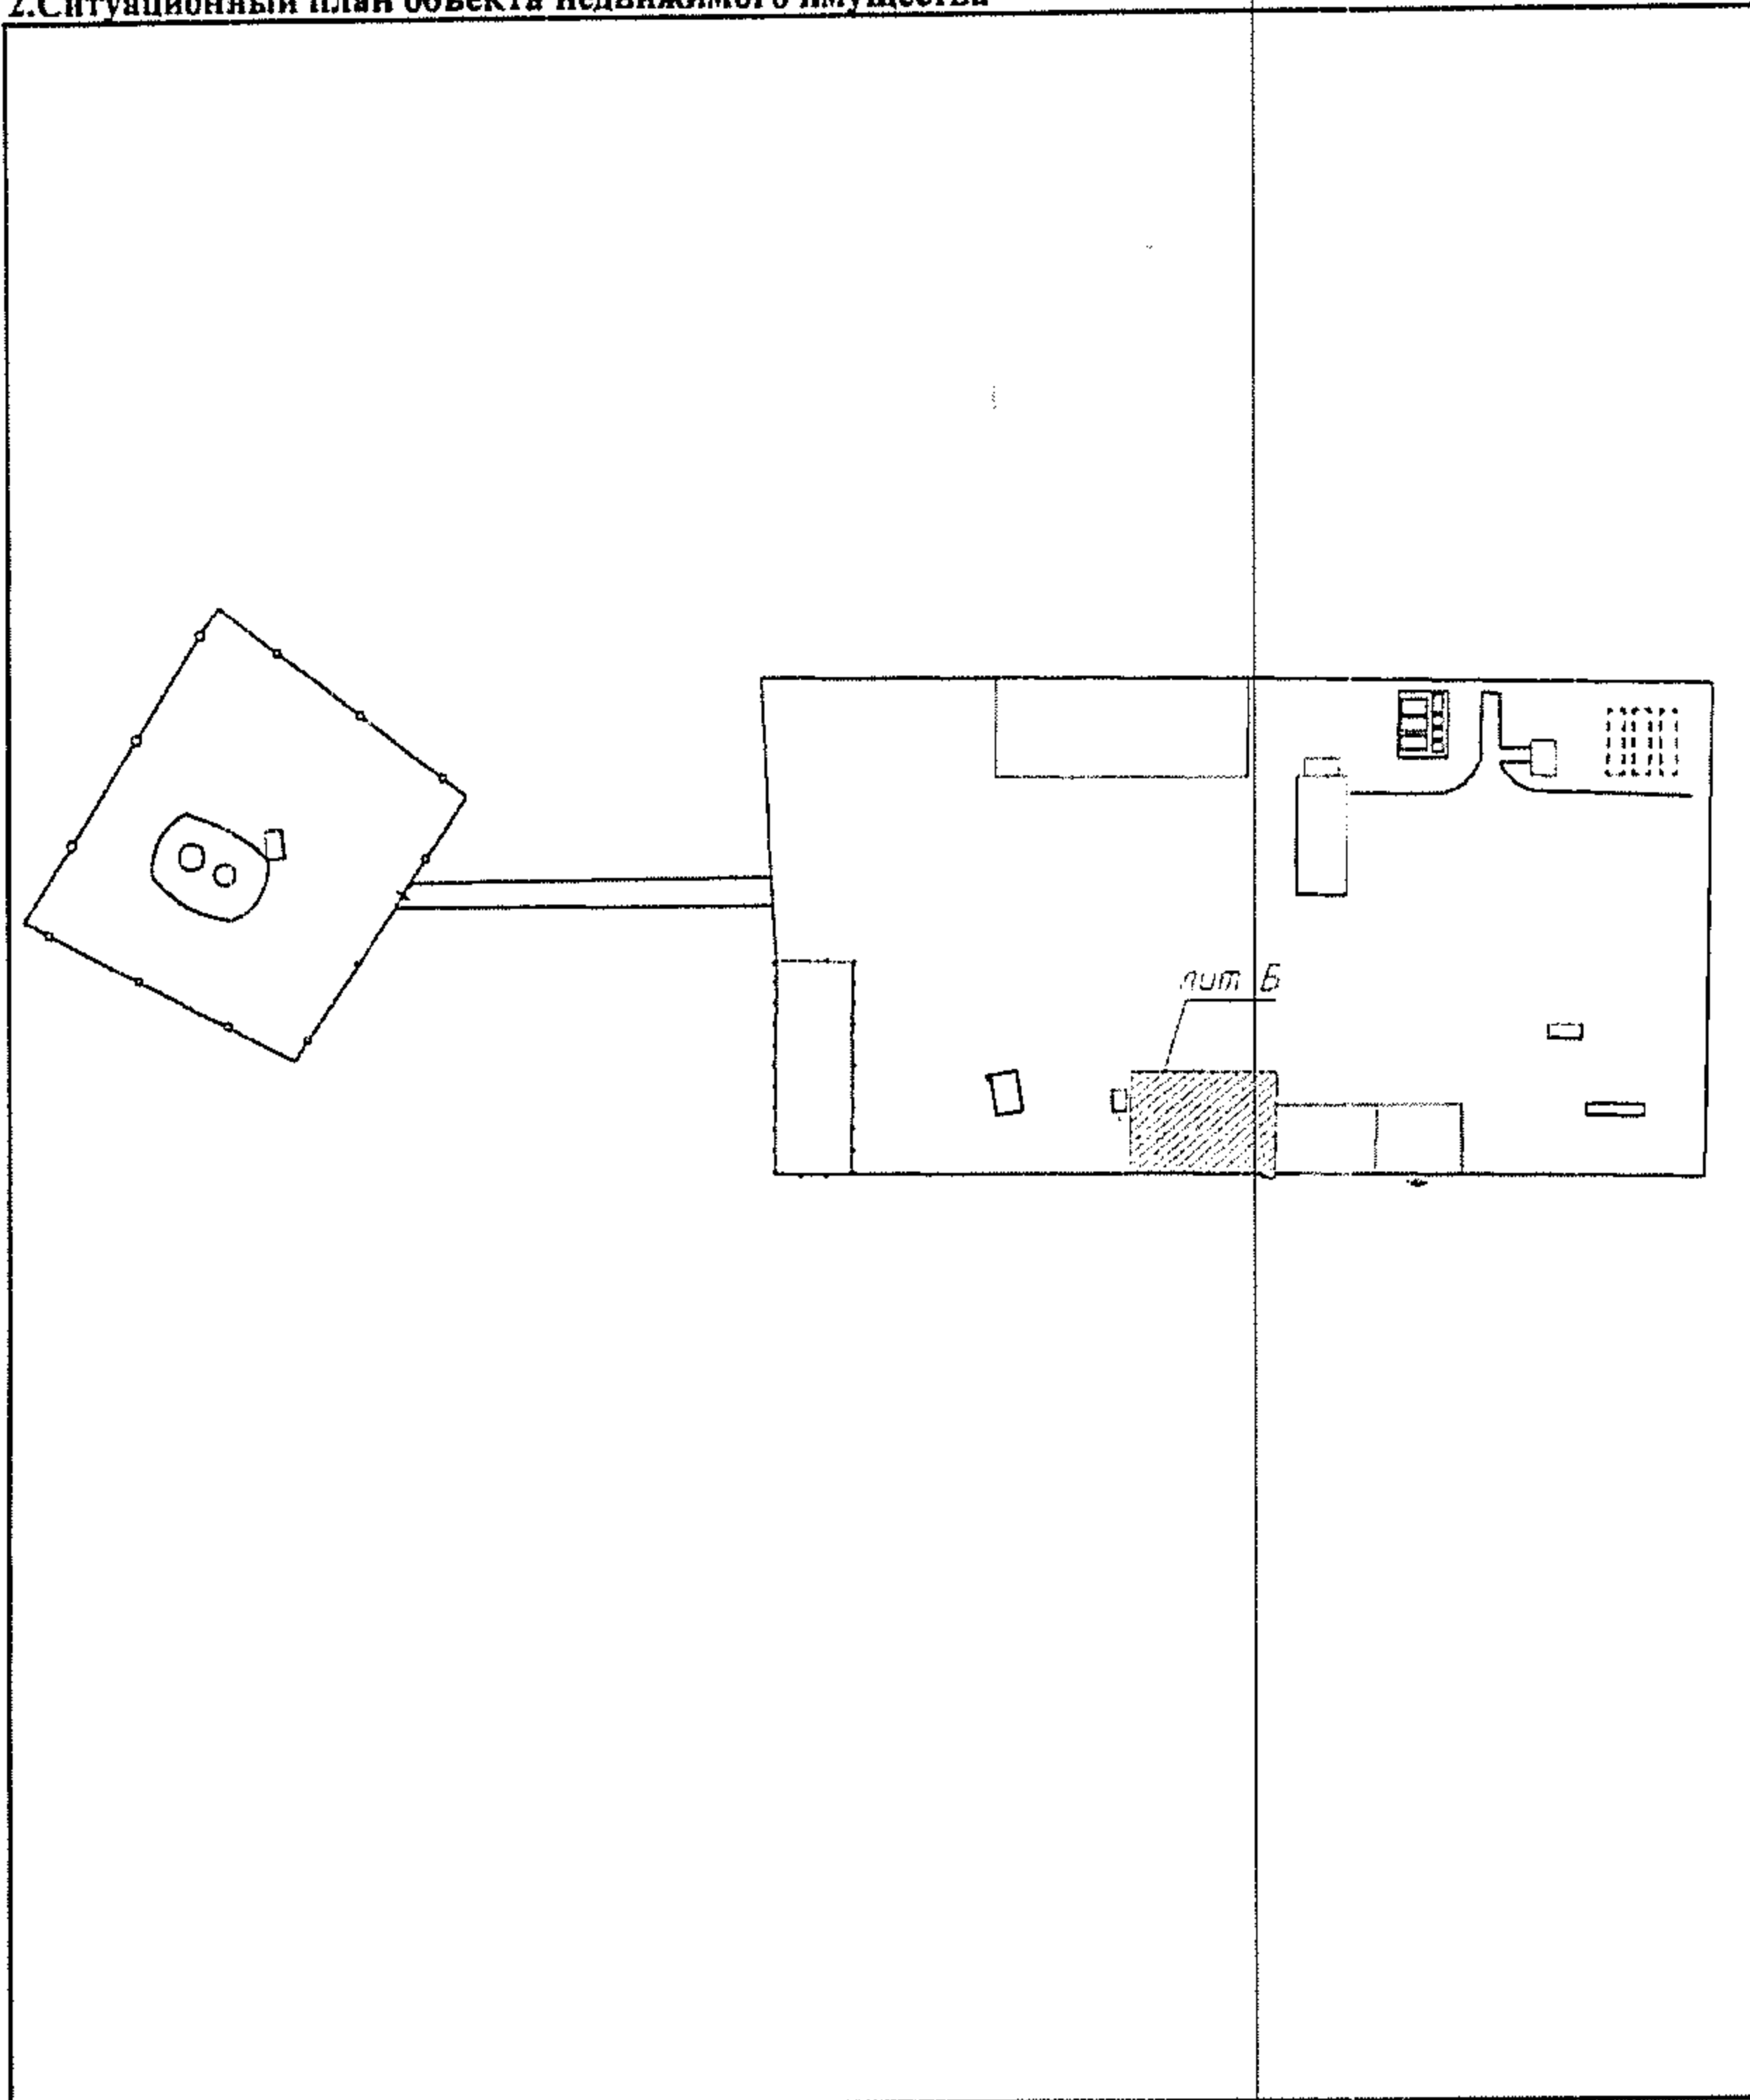 2.Ситуационный план объекта недвижимого имущества
лит Б